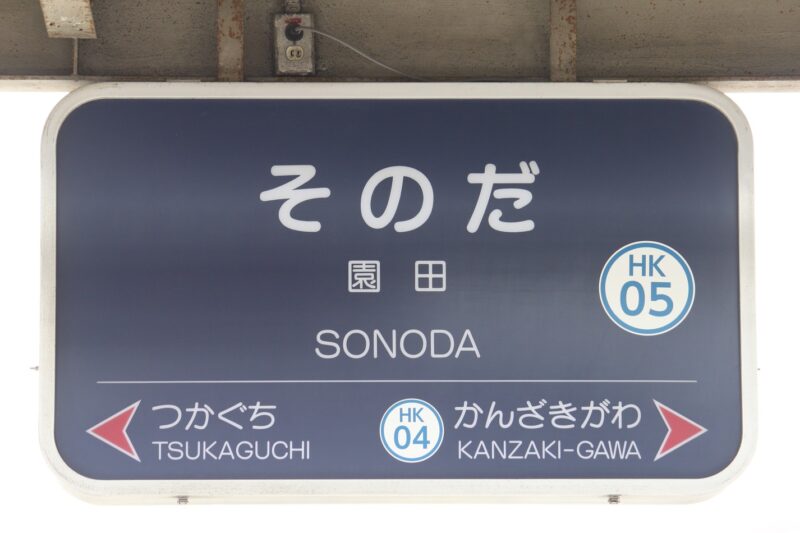 そのだ
園田
HK
05
SONODA
つかぐち
TSUKAGUCHI
HK
04
かんざきがわ
KANZAKI-GAWA